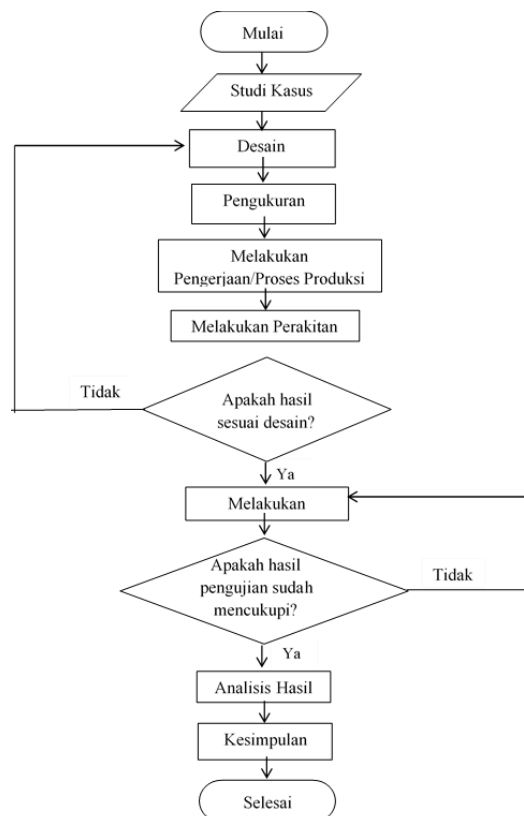 Mulai
Studi Kasus
Desain
Pengukuran
Melakukan
Pengerjaan/Proses Produksi
Melakukan Perakitan
Tidak
Apakah hasil
sesuai desain?
Ya
Melakukan
Apakah hasil
pengujian sudah
mencukupi?
Tidak
Ya
Analisis Hasil
Kesimpulan
Selesai